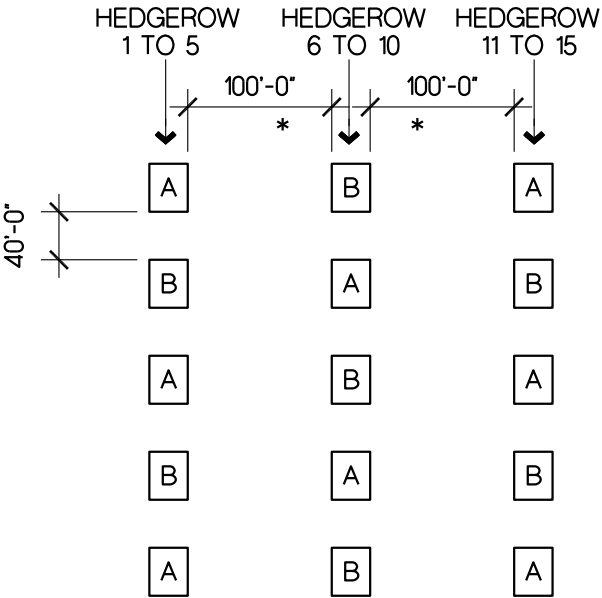 HEDGEROW
1 TO 5
HEDGEROW
6 TO 10
HEDGEROW
11 TO 15
100'-0"
100'-0"
*
*
A
B
A
40'-0"
B
A
B
A
B
A
B
A
B
A
B
A